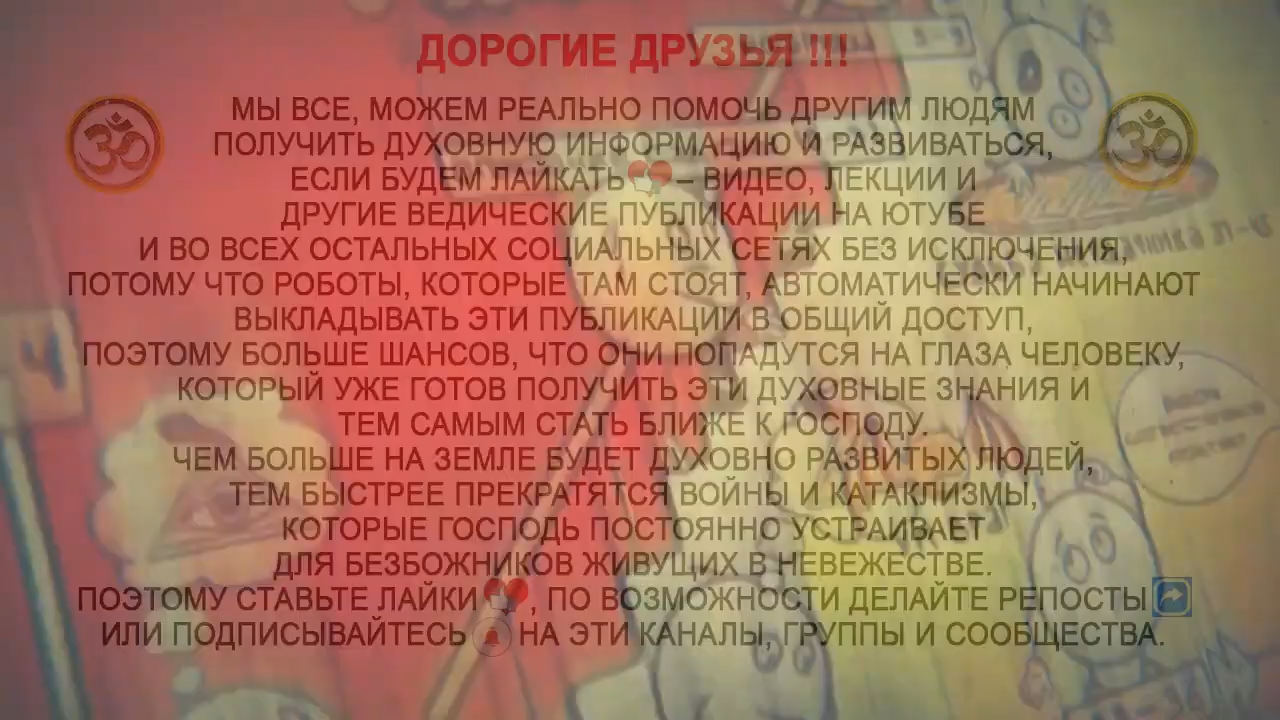 ДОРОГИЕ ДРУЗЬЯ !!!
МЫ ВСЕ, МОЖЕМ РЕАЛЬНО ПОМОЧЬ ДРУГИМ ЛЮДЯМ
ПОЛУЧИТЬ ДУХОВНУЮ ИНФОРМАЦИЮ И РАЗВИВАТЬСЯ,
ЕСЛИ БУДЕМ ЛАЙКАТЬ – ВИДЕО, ЛЕКЦИИ И
ДРУГИЕ ВЕДИЧЕСКИЕ ПУБЛИКАЦИИ НА ЮТУБЕ
И ВО ВСЕХ ОСТАЛЬНЫХ СОЦИАЛЬНЫХ СЕТЯХ БЕЗ ИСКЛЮЧЕНИЯ,
ПОТОМУ ЧТО РОБОТЫ, КОТОРЫЕ ТАМ СТОЯТ, АВТОМАТИЧЕСКИ НАЧИНАЮТ
ВЫКЛАДЫВАТЬ ЭТИ ПУБЛИКАЦИИ В ОБЩИЙ ДОСТУП,
ПОЭТОМУ БОЛЬШЕ ШАНСОВ, ЧТО ОНИ ПОПАДУТСЯ НА ГЛАЗА ЧЕЛОВЕКУ,
КОТОРЫЙ УЖЕ ГОТОВ ПОЛУЧИТЬ ЭТИ ДУХОВНЫЕ ЗНАНИЯ И
ТЕМ САМЫМ СТАТЬ БЛИЖЕ К ГОСПОДУ.
ЧЕМ БОЛЬШЕ НА ЗЕМЛЕ БУДЕТ ДУХОВНО РАЗВИТЫХ ЛЮДЕЙ,
ТЕМ БЫСТРЕЕ ПРЕКРАТЯТСЯ ВОЙНЫ И КАТАКЛИЗМЫ,
КОТОРЫЕ ГОСПОДЬ ПОСТОЯННО УСТРАИВАЕТ
ДЛЯ БЕЗБОЖНИКОВ ЖИВУЩИХ В НЕВЕЖЕСТВЕ.
ПОЭТОМУ СТАВЬТЕ ЛАЙКИ , ПО ВОЗМОЖНОСТИ ДЕЛАЙТЕ РЕПОСТЫ
ИЛИ ПОДПИСЫВАЙТЕСЬ НА ЭТИ КАНАЛЫ, ГРУППЫ И СООБЩЕСТВА.